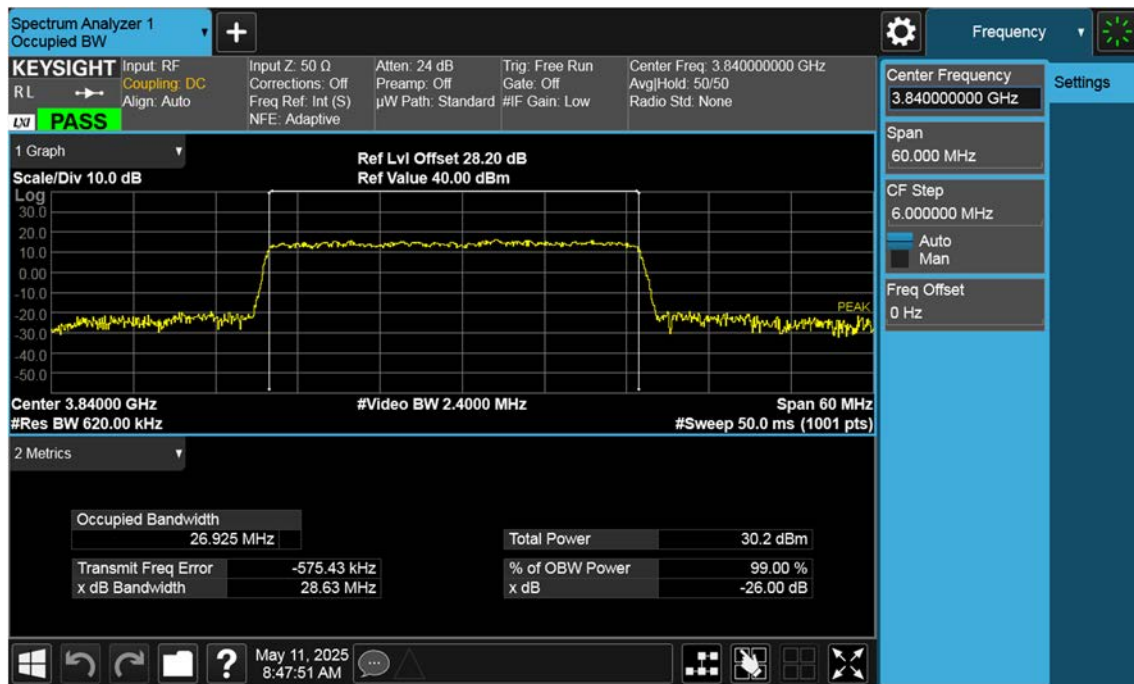 Spectrum Analyzer 1
Occupied BW
+
Frequency
KEYSIGHT
RL
LXI PASS
Input: RF
Coupling: DC
Align: Auto
Input Z: 50 Ω
Corrections: Off
Freq Ref: Int (S)
NFE: Adaptive
Atten: 24 dB
Preamp: Off
µW Path: Standard
Trig: Free Run
Gate: Off
#IF Gain: Low
Center Freq: 3.840000000 GHz
Avg|Hold: 50/50
Radio Std: None
Center Frequency
3.840000000 GHz
Settings
Span
60.000 MHz
CF Step
6.000000 MHz
Auto
Man
Freq Offset
0 Hz
1 Graph
Ref Lvl Offset 28.20 dB
Scale/Div 10.0 dB
Ref Value 40.00 dBm
Log
30.0
20.0
10.0
0.00
-10.0
-20.0
-30.0
-40.0
-50.0
PEAK
Center 3.84000 GHz
#Video BW 2.4000 MHz
Span 60 MHz
#Res BW 620.00 kHz
#Sweep 50.0 ms (1001 pts)
2 Metrics
Occupied Bandwidth
26.925 MHz
Total Power 30.2 dBm
Transmit Freq Error -575.43 kHz
% of OBW Power 99.00 %
x dB Bandwidth 28.63 MHz
x dB -26.00 dB
?
May 11, 2025
8:47:51 AM